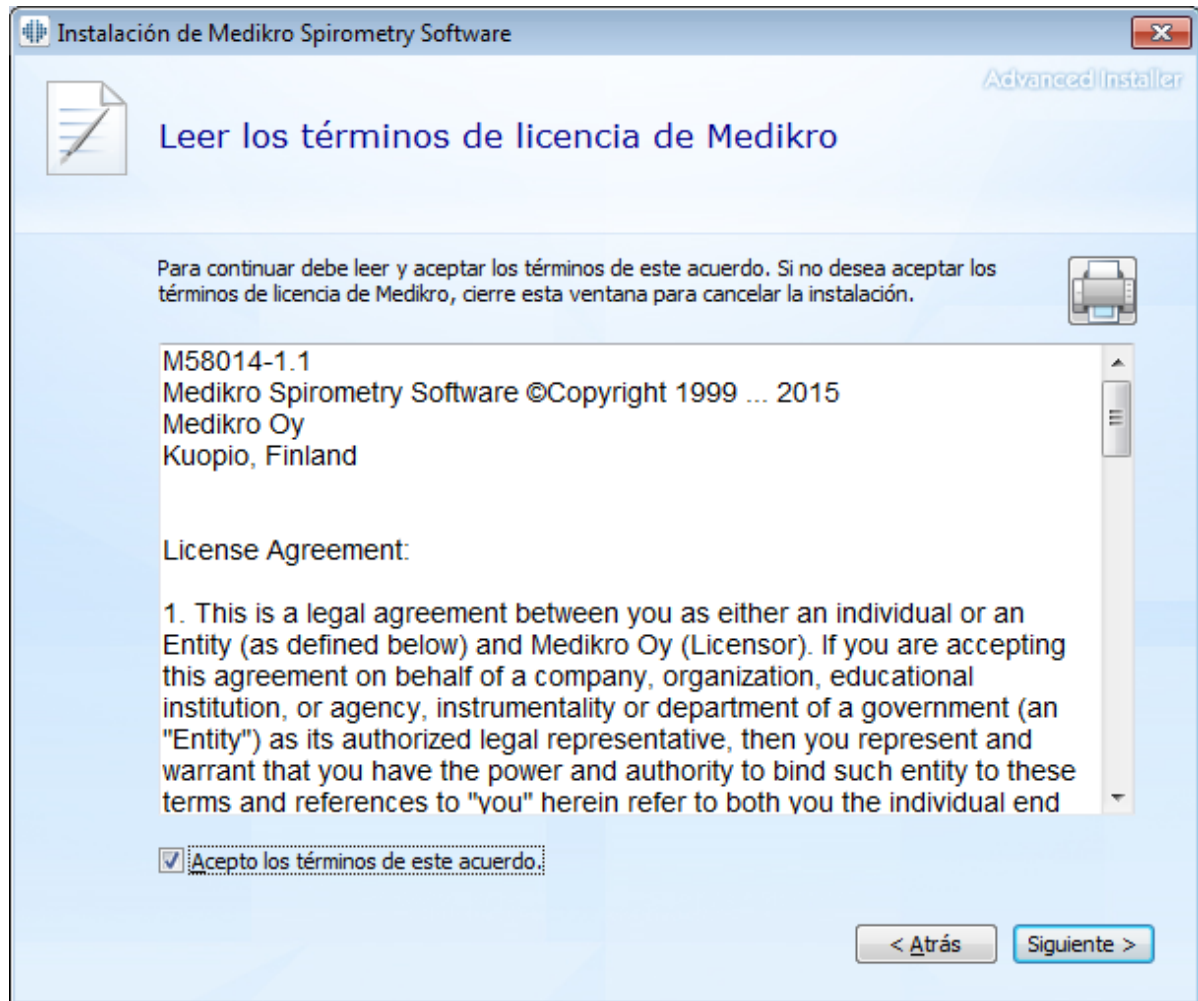 Instalación de Medikro Spirometry Software
Advanced Installer
Leer los términos de licencia de Medikro
Para continuar debe leer y aceptar los términos de este acuerdo. Si no desea aceptar los
términos de licencia de Medikro, cierre esta ventana para cancelar la instalación.
M58014-1.1
Medikro Spirometry Software ©Copyright 1999 ... 2015
Medikro Oy
Kuopio, Finland
License Agreement:
1. This is a legal agreement between you as either an individual or an
Entity (as defined below) and Medikro Oy (Licensor). If you are accepting
this agreement on behalf of a company, organization, educational
institution, or agency, instrumentality or department of a government (an
"Entity") as its authorized legal representative, then you represent and
warrant that you have the power and authority to bind such entity to these
terms and references to "you" herein refer to both you the individual end
Acepto los términos de este acuerdo.
< Atrás
Siguiente >